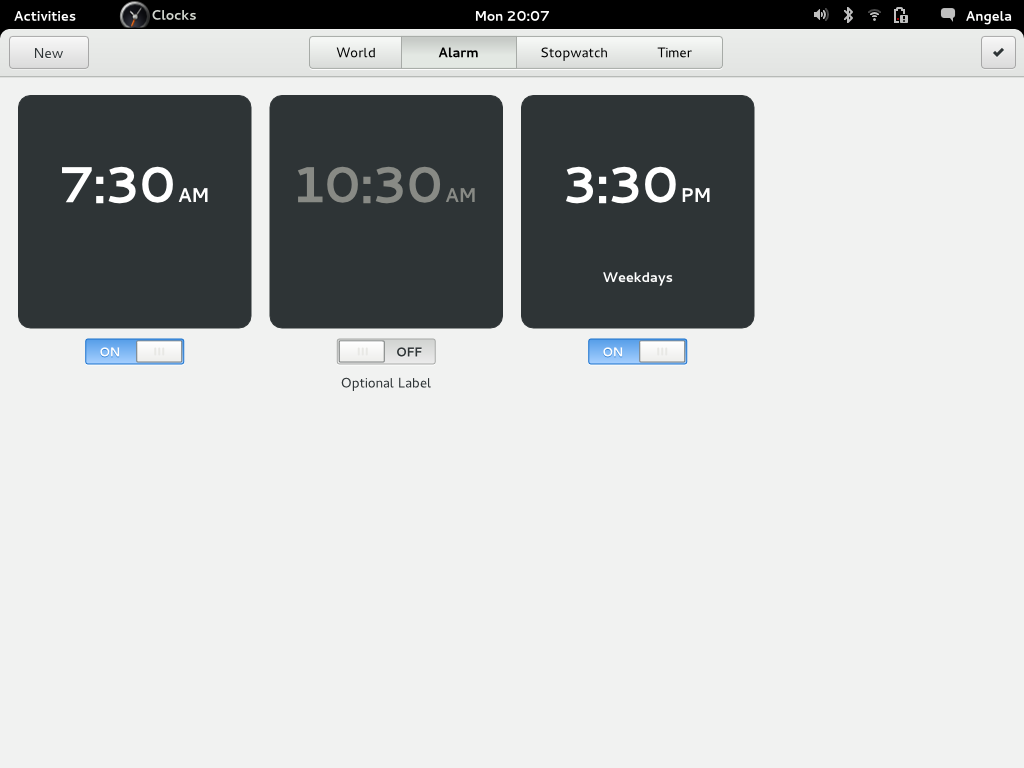 Activities Clocks Mon 20:07 Angela
New World Alarm Stopwatch Timer
7:30 AM 10:30 AM 3:30 PM
Weekdays
ON OFF ON
Optional Label